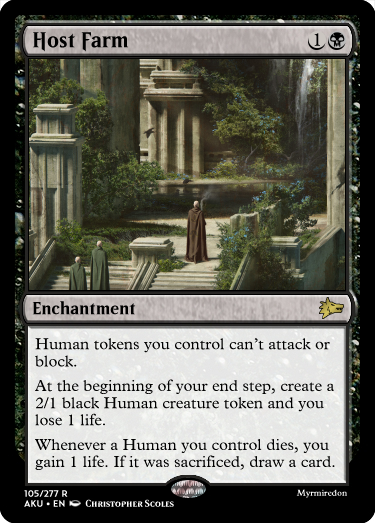 Host Farm 1
Enchantment
Human tokens you control can't attack or
block.
At the beginning of your end step, create a
2/1 black Human creature token and you
lose 1 life.
Whenever a Human you control dies, you
gain 1 life. If it was sacrificed, draw a card.
105/277 R
Myrmiredon
AKU • EN Christopher Scoles